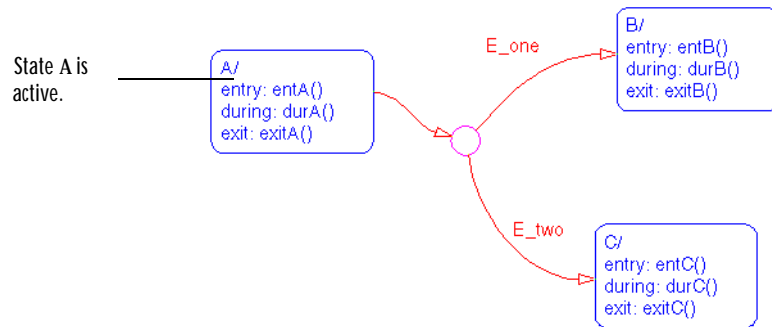 State A is
active.
A/
entry: entA()
during: durA()
exit: exitA()
E_one
B/
entry: entB()
during: durB()
exit: exitB()
E_two
C/
entry: entC()
during: durC()
exit: exitC()